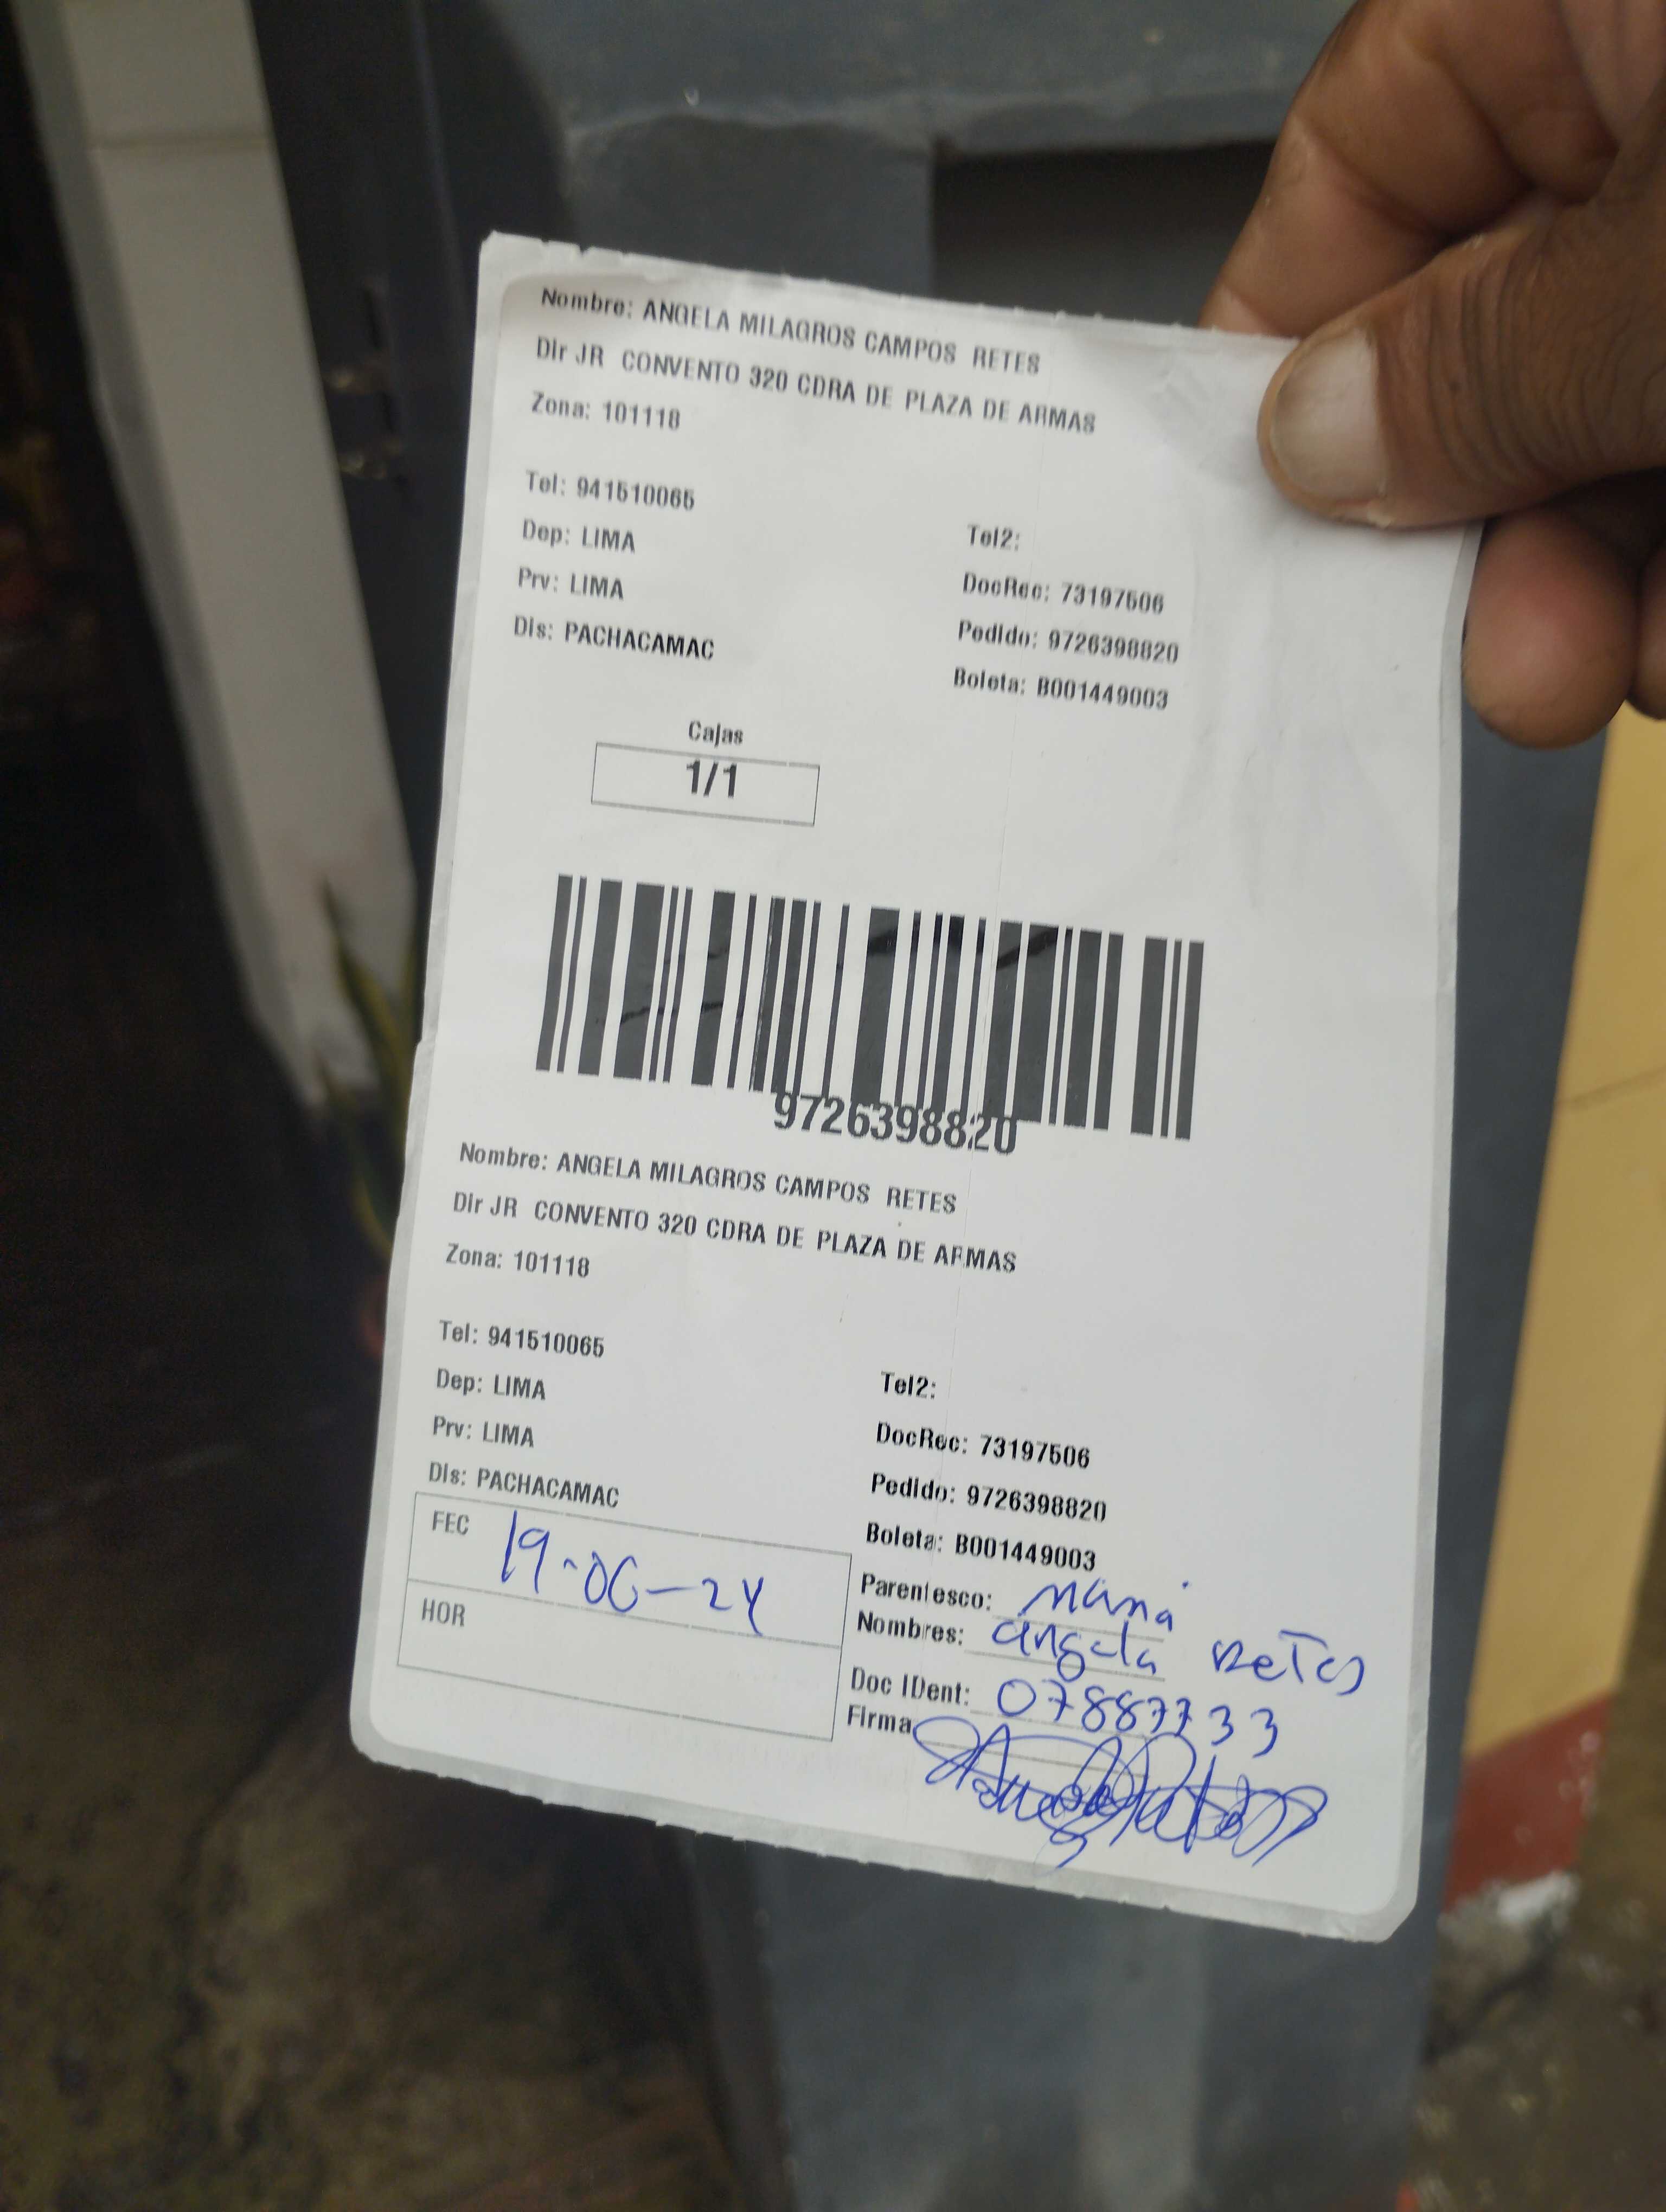 Nombre: ANGELA MILAGROS CAMPOS RETES
Dir JR CONVENTO 320 CDRA DE PLAZA DE ARMAS
Zona: 101118
Tel: 941510065
Tel2:
Dep: LIMA
DocRec: 73197506
Prv: LIMA
Pedido: 9726398820
Dis: PACHACAMAC
Boleta: B001449003
Cajas
1/1
9726398820
Nombre: ANGELA MILAGROS CAMPOS RETES
Dir JR CONVENTO 320 CDRA DE PLAZA DE ARMAS
Zona: 101118
Tel: 941510065
Tel2:
Dep: LIMA
DocRec: 73197506
Prv: LIMA
Pedido: 9726398820
Dis: PACHACAMAC
Boleta: B001449003
FEC 19-06-24
HOR
Parentesco: mamá
Nombres: angela Retes
Doc IDent: 07887733
Firma